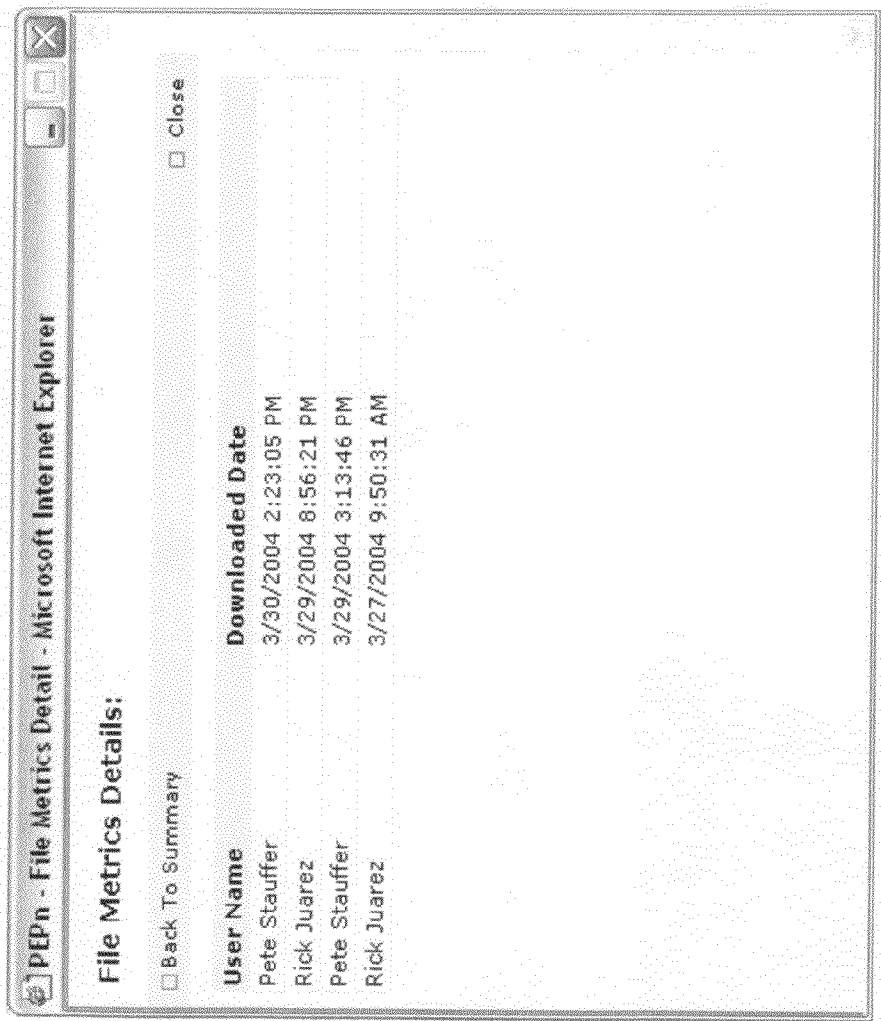 PEPn - File Metrics Detail - Microsoft Internet Explorer
File Metrics Details:
Back To Summary Close
User Name Downloaded Date
Pete Stauffer 3/30/2004 2:23:05 PM
Rick Juarez 3/29/2004 8:56:21 PM
Pete Stauffer 3/29/2004 3:13:46 PM
Rick Juarez 3/27/2004 9:50:31 AM